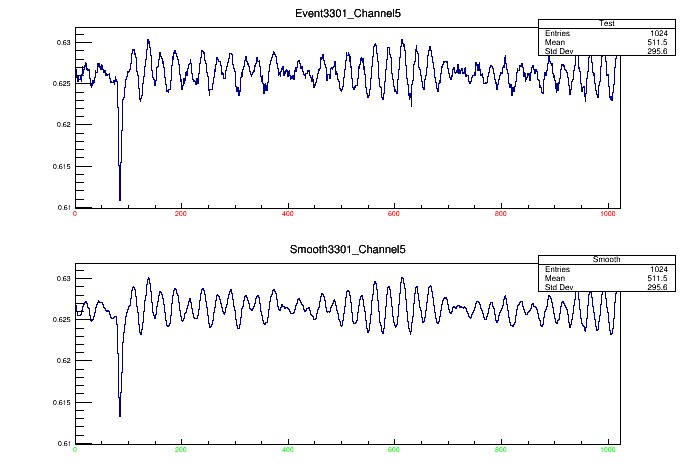 Event3301_Channel5
Test
Entries 1024
Mean 511.5
Std Dev 295.6
0.63
0.625
0.62
0.615
0.61
0 200 400 600 800 1000
Smooth3301_Channel5
Smooth
Entries 1024
Mean 511.5
Std Dev 295.6
0.63
0.625
0.62
0.615
0.61
0 200 400 600 800 1000